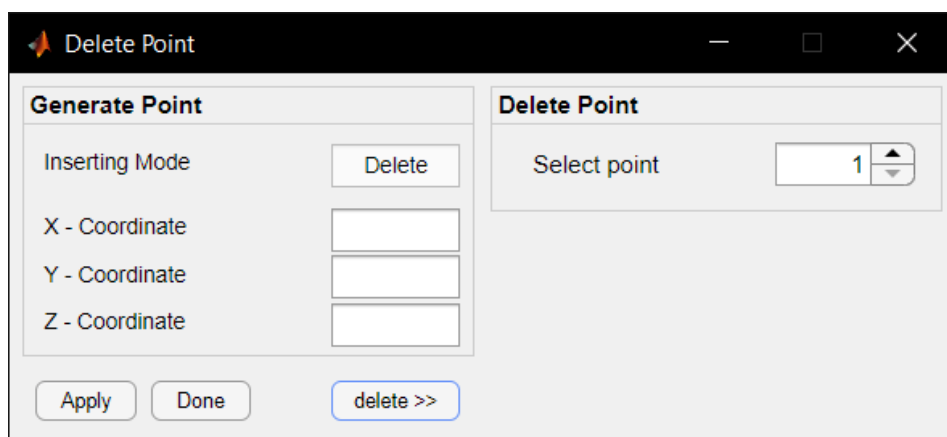 Delete Point
Generate Point
Inserting Mode
Delete
X - Coordinate
Y - Coordinate
Z - Coordinate
Apply
Done
delete >>
Delete Point
Select point
1